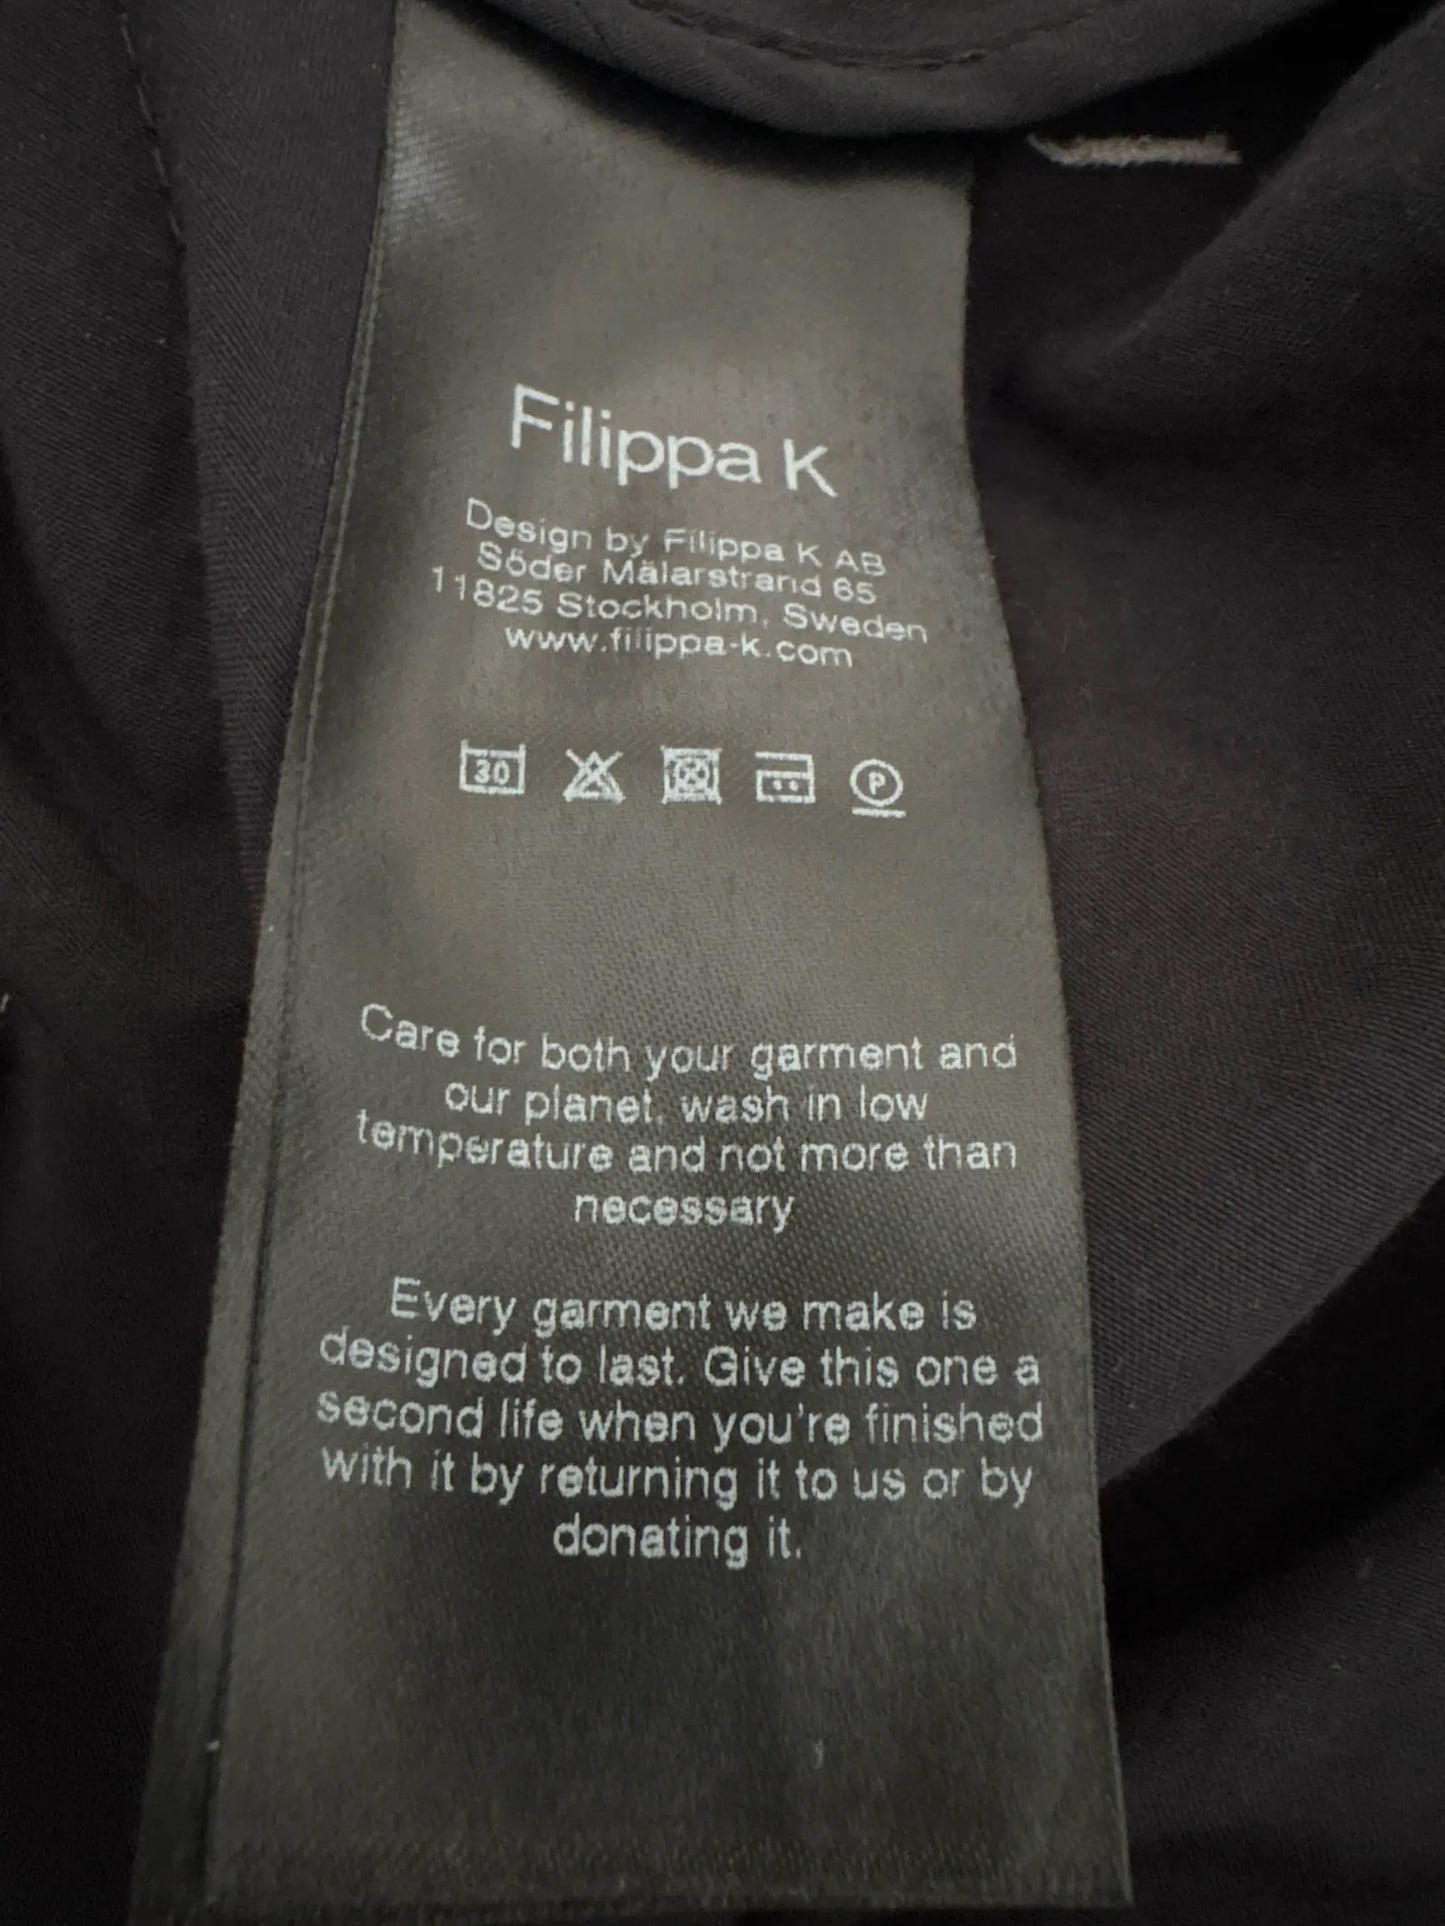 Filippa K
Design by Filippa K AB
Söder Mälarstrand 65
11825 Stockholm, Sweden
www.filippa-k.com
30
P
Care for both your garment and
our planet, wash in low
temperature and not more than
necessary
Every garment we make is
designed to last. Give this one a
second life when you're finished
with it by returning it to us or by
donating it.